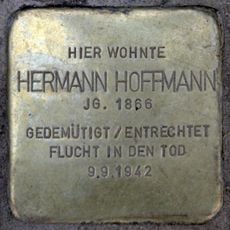 HIER WOHNTE
HERMANN HOFFMANN
JG. 1866
GEDEMÜTIGT / ENTRECHTET
FLUCHT IN DEN TOD
9.9.1942